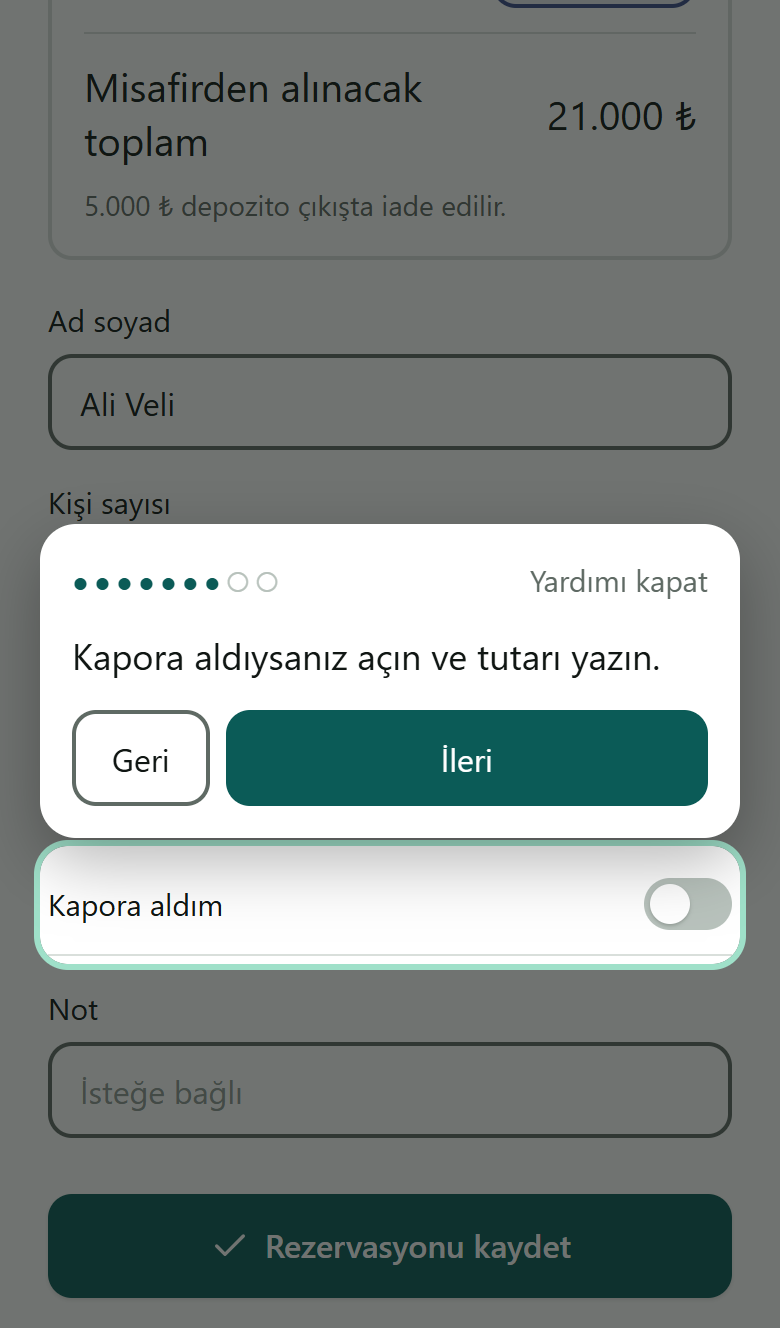 Misafirden alınacak
toplam
21.000 ₺
5.000 ₺ depozito çıkışta iade edilir.
Ad soyad
Ali Veli
Kişi sayısı
Yardımı kapat
Kapora aldıysanız açın ve tutarı yazın.
Geri
İleri
Kapora aldım
Not
İsteğe bağlı
Rezervasyonu kaydet